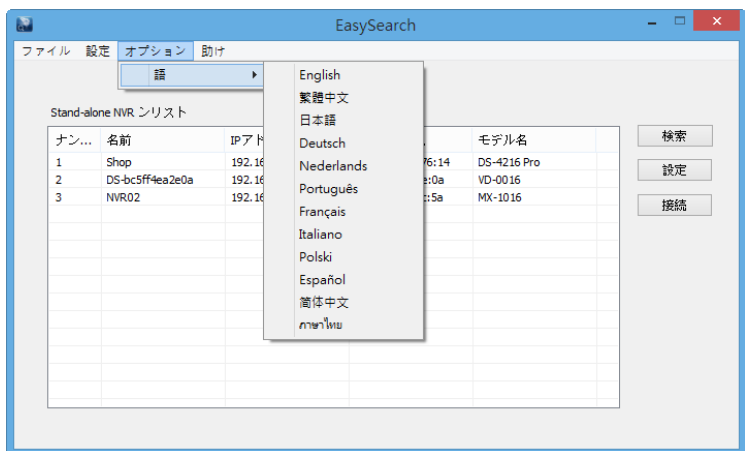 EasySearch
ファイル 設定 オプション 助け
語
English
繁體中文
日本語
Deutsch
Nederlands
Português
Français
Italiano
Polski
Español
简体中文
ภาษาไทย
Stand-alone NVR ンリスト
ナン... 名前 IPアド モデル名
1 Shop 192.16 76:14 DS-4216 Pro
2 DS-bc5ff4ea2e0a 192.16 e:0a VD-0016
3 NVR02 192.16 :5a MX-1016
検索
設定
接続